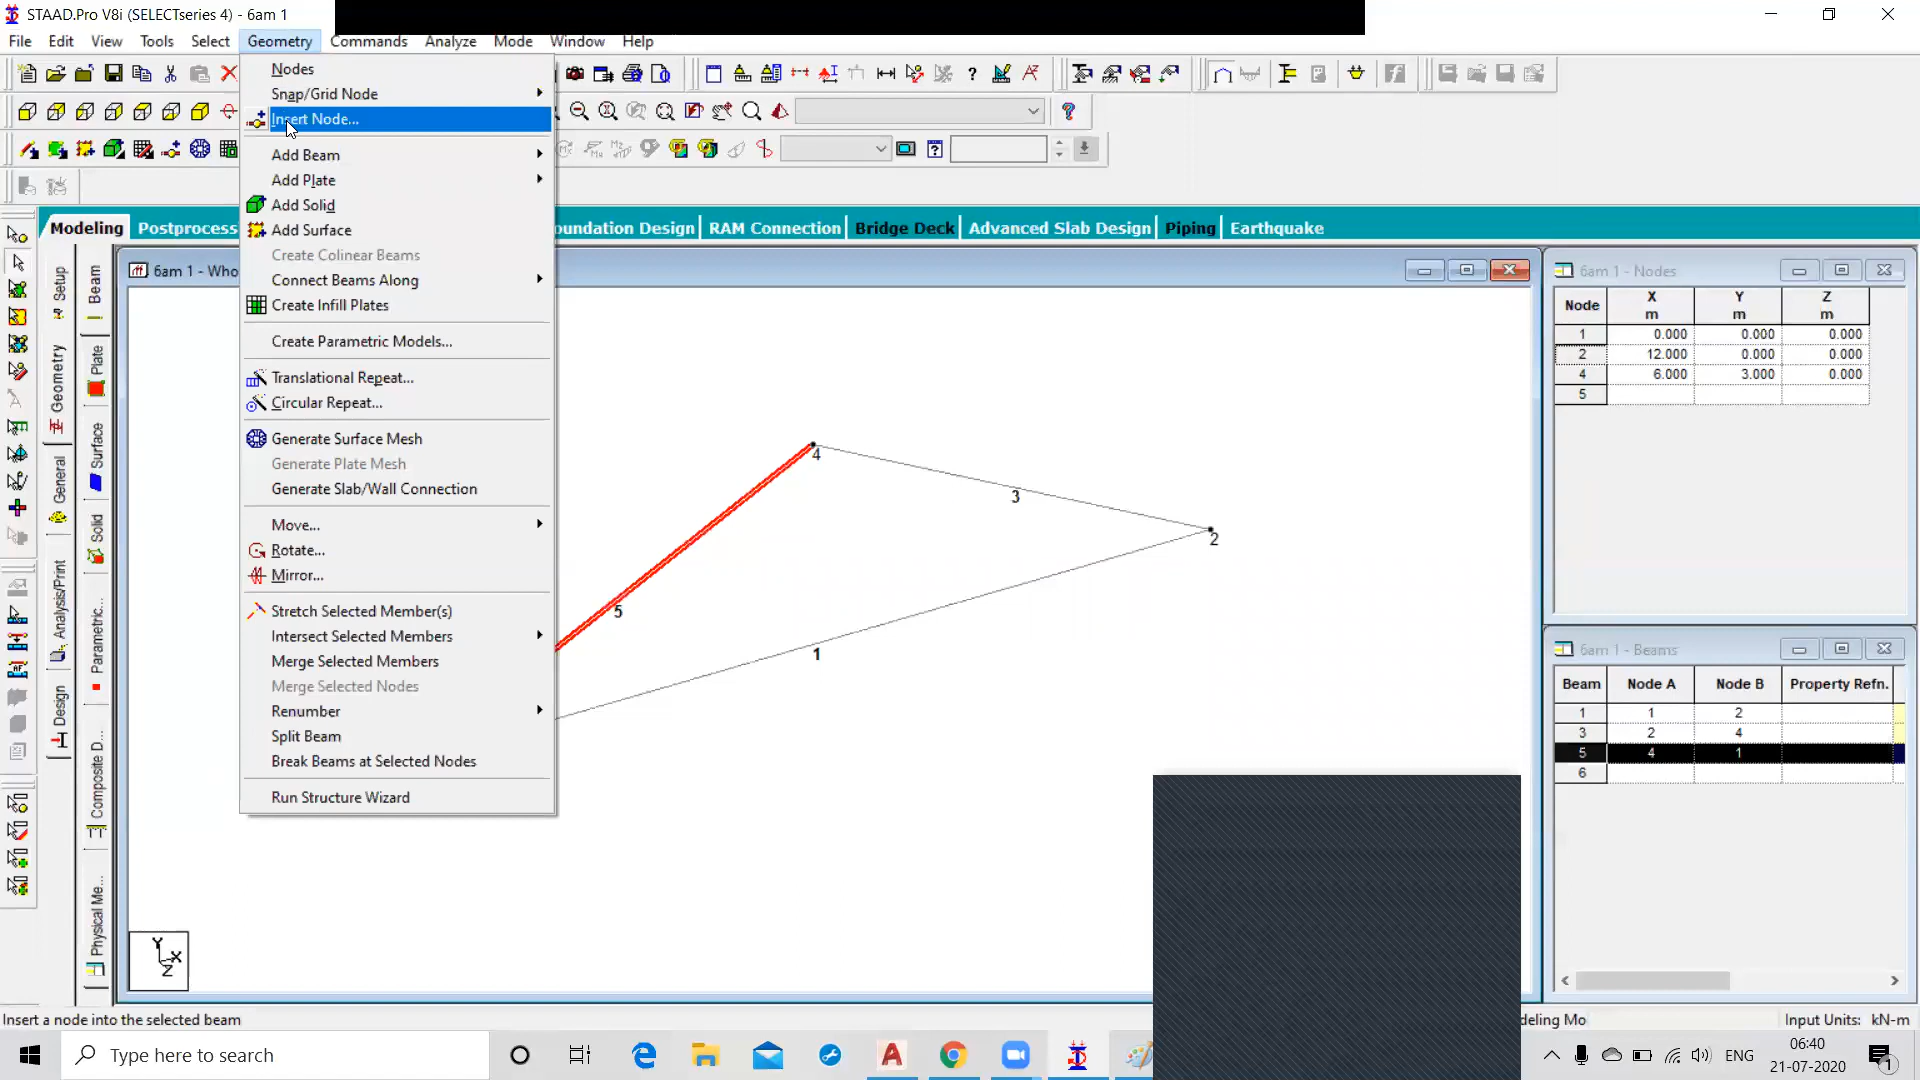 STAAD.Pro V8i (SELECTseries 4) - 6am 1
File Edit View Tools Select Geometry Commands Analyze Mode Window Help
Nodes
Snap/Grid Node
Insert Node...
Add Beam
Add Plate
Add Solid
Add Surface
Create Colinear Beams
Connect Beams Along
Create Infill Plates
Create Parametric Models...
Translational Repeat...
Circular Repeat...
Generate Surface Mesh
Generate Plate Mesh
Generate Slab/Wall Connection
Move...
Rotate...
Mirror...
Stretch Selected Member(s)
Intersect Selected Members
Merge Selected Members
Merge Selected Nodes
Renumber
Split Beam
Break Beams at Selected Nodes
Run Structure Wizard
Modeling Postprocess oundation Design RAM Connection Bridge Deck Advanced Slab Design Piping Earthquake
Setup
Geometry
General
Analysis/Print
Design
Beam
Plate
Surface
Solid
Parametric...
Composite D...
Physical Me...
6am 1 - Who
4
3
2
5
1
Y
X
Z
6am 1 - Nodes
Node X m Y m Z m
1 0.000 0.000 0.000
2 12.000 0.000 0.000
4 6.000 3.000 0.000
5
6am 1 - Beams
Beam Node A Node B Property Refn.
1 1 2
3 2 4
5 4 1
6
Insert a node into the selected beam
deling Mo
Input Units: kN-m
Type here to search
ENG
06:40
21-07-2020
1